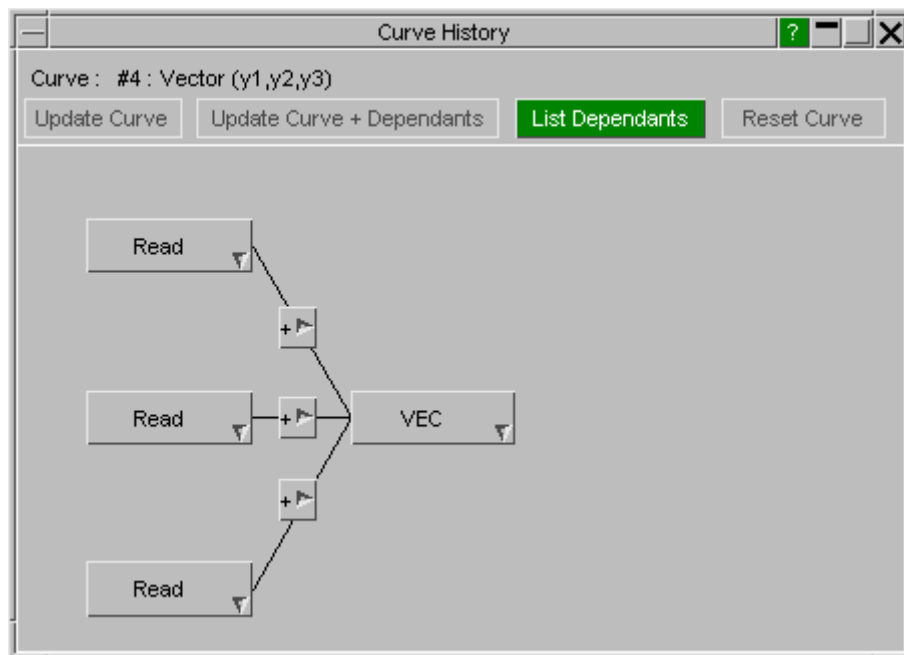 Curve History ?
Curve : #4 : Vector (y1,y2,y3)
Update Curve Update Curve + Dependants List Dependants Reset Curve
Read
+
Read + VEC
+
Read